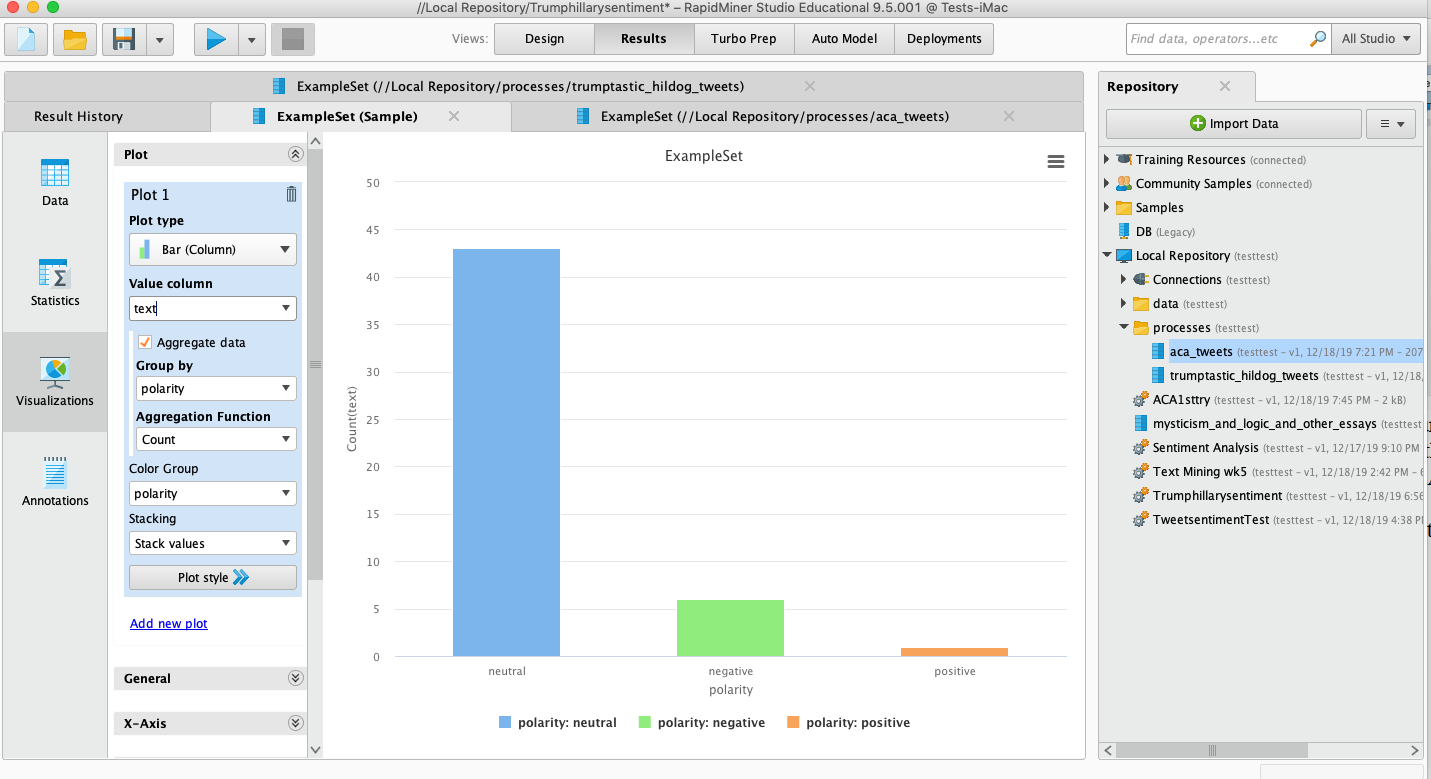 //Local Repository/Trumphillarysentiment* – RapidMiner Studio Educational 9.5.001 @ Tests-iMac
Views: Design Results Turbo Prep Auto Model Deployments
Find data, operators...etc All Studio
ExampleSet (//Local Repository/processes/trumptastic_hildog_tweets)
Result History ExampleSet (Sample) ExampleSet (//Local Repository/processes/aca_tweets)
Data
Statistics
Visualizations
Annotations
Plot
Plot 1
Plot type
Bar (Column)
Value column
text
Aggregate data
Group by
polarity
Aggregation Function
Count
Color Group
polarity
Stacking
Stack values
Plot style
Add new plot
General
X-Axis
ExampleSet
50
45
40
35
30
25
20
15
10
5
0
Count(text)
neutral negative positive
polarity
polarity: neutral polarity: negative polarity: positive
Repository
Import Data
Training Resources (connected)
Community Samples (connected)
Samples
DB (Legacy)
Local Repository (testtest)
Connections (testtest)
data (testtest)
processes (testtest)
aca_tweets (testtest – v1, 12/18/19 7:21 PM – 207
trumptastic_hildog_tweets (testtest – v1, 12/18,
ACA1sttry (testtest – v1, 12/18/19 7:45 PM – 2 kB)
mysticism_and_logic_and_other_essays (testtest
Sentiment Analysis (testtest – v1, 12/17/19 9:10 PM
Text Mining wk5 (testtest – v1, 12/18/19 2:42 PM – 6
Trumphillarysentiment (testtest – v1, 12/18/19 6:56
TweetsentimentTest (testtest – v1, 12/18/19 4:38 P